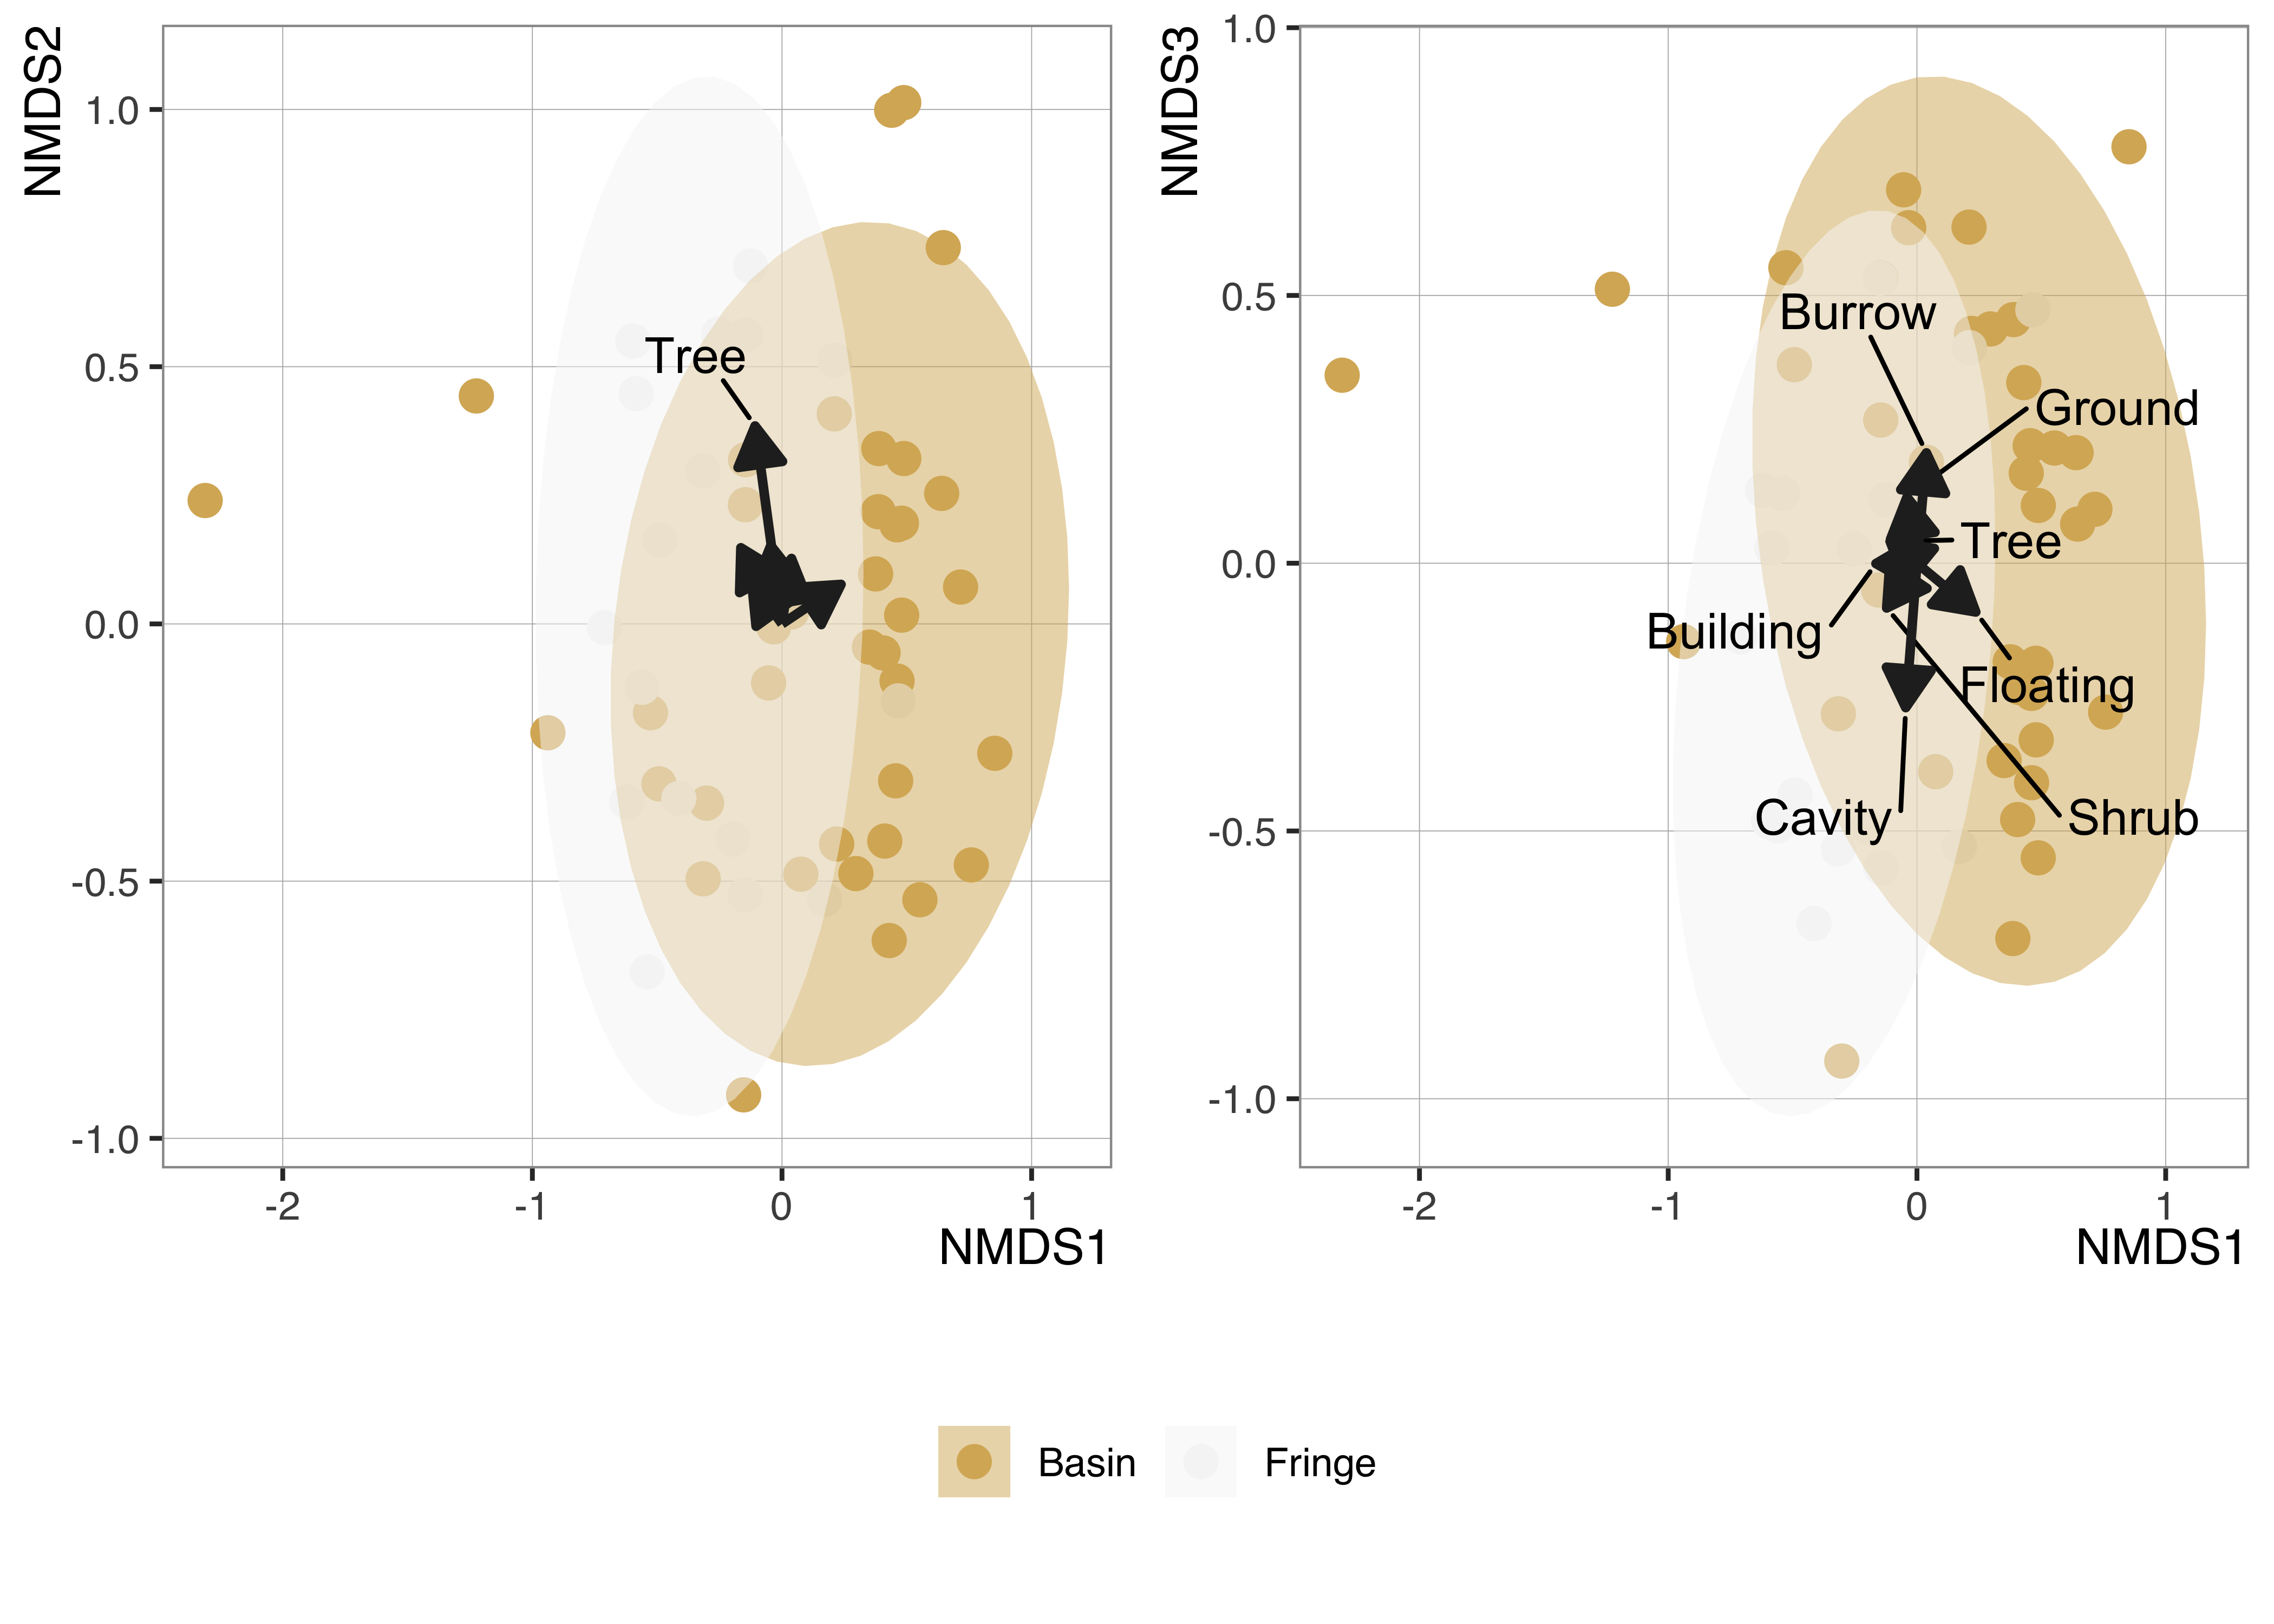 NMDS2
1.0
0.5
0.0
-0.5
-1.0
Tree
-2
-1
0
1
NMDS1
NMDS3
1.0
0.5
0.0
-0.5
-1.0
Burrow
Ground
Tree
Building
Floating
Cavity
Shrub
-2
-1
0
1
NMDS1
Basin
Fringe